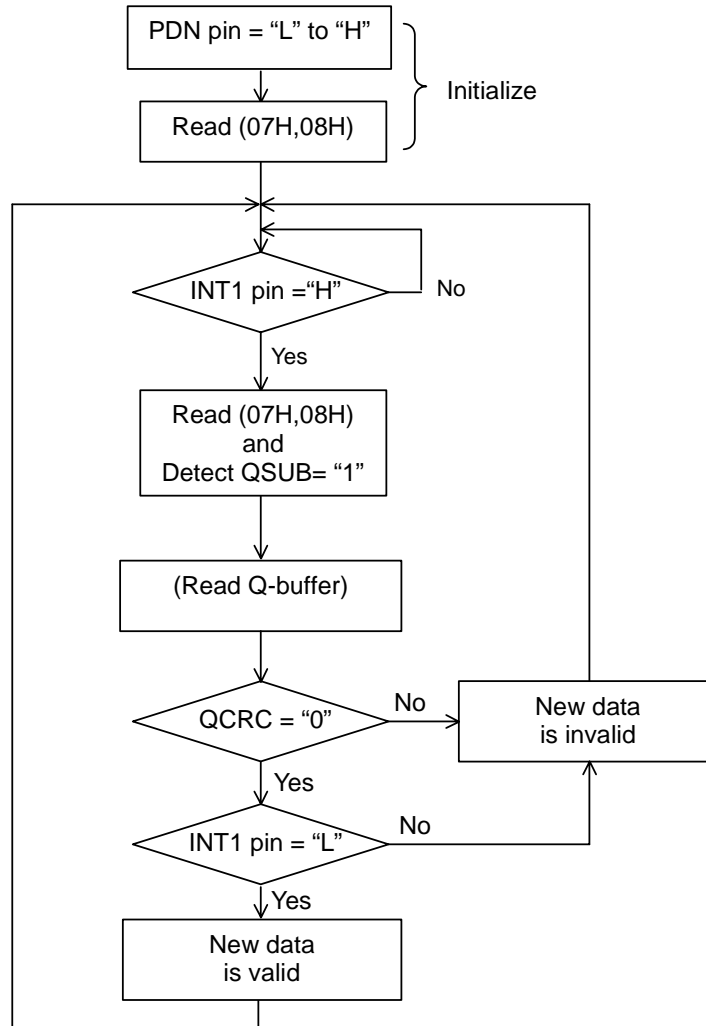 PDN pin = “L” to “H”
Initialize
Read (07H,08H)
INT1 pin =“H”
No
Yes
Read (07H,08H)
and
Detect QSUB= “1”
(Read Q-buffer)
QCRC = “0”
No
New data
is invalid
Yes
INT1 pin = “L”
No
Yes
New data
is valid